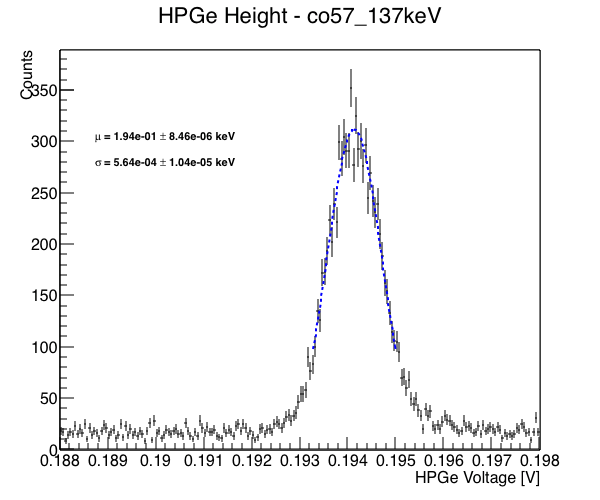 HPGe Height - co57_137keV
Counts
350
300
250
200
150
100
50
0
μ = 1.94e-01 ± 8.46e-06 keV
σ = 5.64e-04 ± 1.04e-05 keV
0.188 0.189 0.19 0.191 0.192 0.193 0.194 0.195 0.196 0.197 0.198
HPGe Voltage [V]